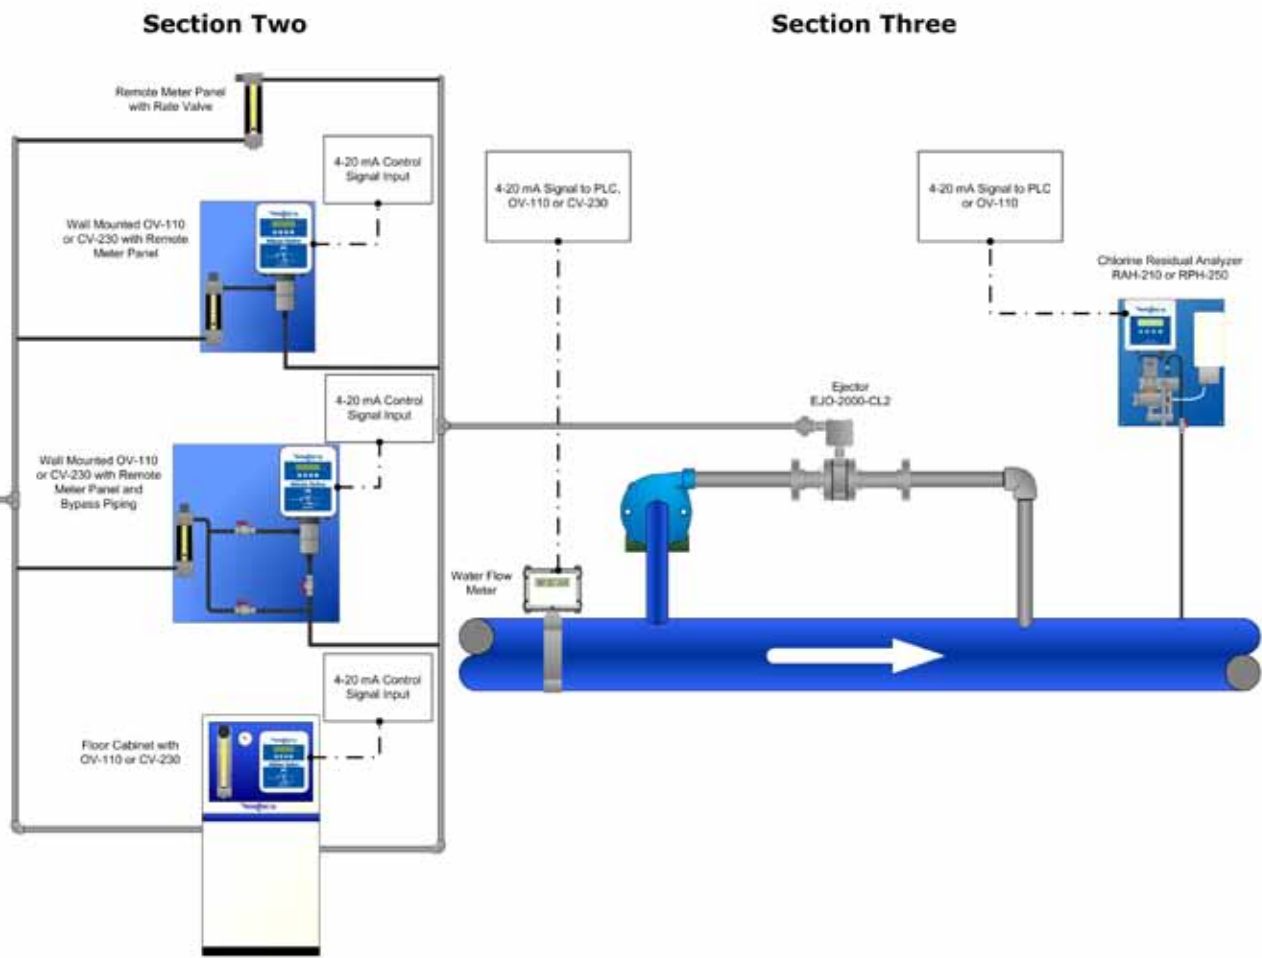 Section Two
Section Three
Remote Meter Panel
with Rate Valve
4-20 mA Control
Signal Input
4-20 mA Signal to PLC,
OV-110 or CV-230
4-20 mA Signal to PLC
or OV-110
Wall Mounted OV-110
or CV-230 with Remote
Meter Panel
Chlorine Residual Analyzer
RAH-210 or RPH-250
4-20 mA Control
Signal Input
Ejector
EJO-2000-CL2
Wall Mounted OV-110
or CV-230 with Remote
Meter Panel and
Bypass Piping
Water Flow
Meter
4-20 mA Control
Signal Input
Floor Cabinet with
OV-110 or CV-230